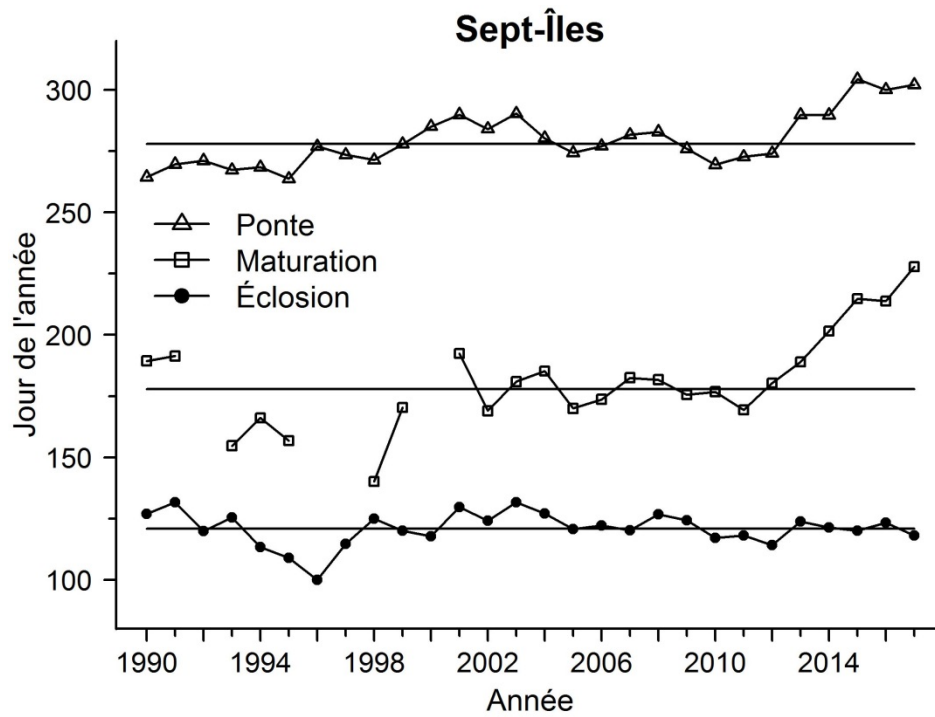 Sept-Îles
Jour de l'année
300
250
200
150
100
Ponte
Maturation
Éclosion
1990 1994 1998 2002 2006 2010 2014
Année